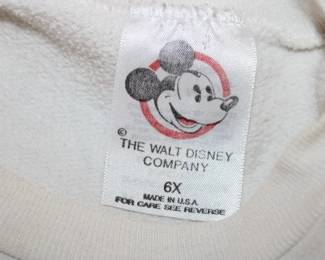 ©
THE WALT DISNEY
COMPANY
6X
MADE IN U.S.A.
FOR CARE SEE REVERSE